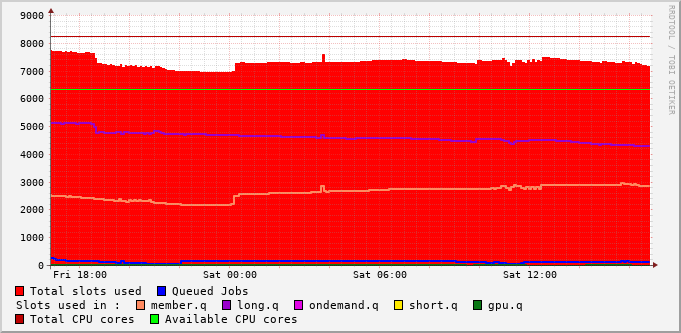 RRDTOOL / TOBI OETIKER
9000
8000
7000
6000
5000
4000
3000
2000
1000
0
Fri 18:00 Sat 00:00 Sat 06:00 Sat 12:00
Total slots used Queued Jobs
Slots used in : member.q long.q ondemand.q short.q gpu.q
Total CPU cores Available CPU cores